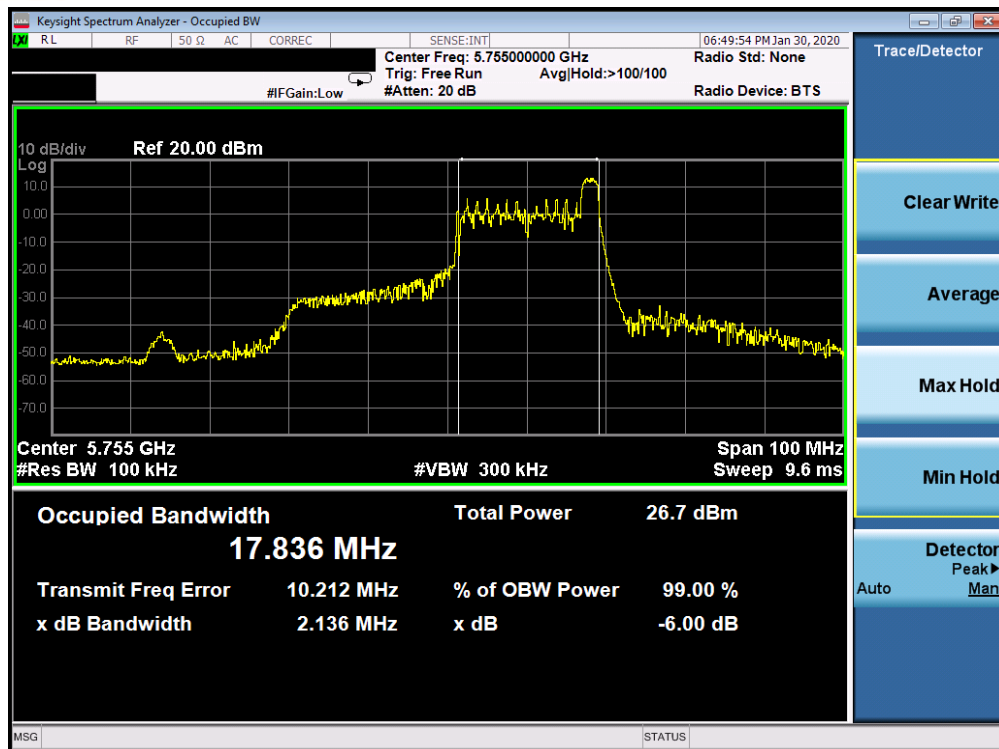 Keysight Spectrum Analyzer - Occupied BW
LXI RL RF 50 Ω AC CORREC SENSE:INT 06:49:54 PM Jan 30, 2020
Center Freq: 5.755000000 GHz Radio Std: None
Trig: Free Run Avg|Hold:>100/100
#IFGain:Low #Atten: 20 dB Radio Device: BTS
10 dB/div Ref 20.00 dBm
Log
10.0
0.00
-10.0
-20.0
-30.0
-40.0
-50.0
-60.0
-70.0
Center 5.755 GHz Span 100 MHz
#Res BW 100 kHz #VBW 300 kHz Sweep 9.6 ms
Occupied Bandwidth Total Power 26.7 dBm
17.836 MHz
Transmit Freq Error 10.212 MHz % of OBW Power 99.00 %
x dB Bandwidth 2.136 MHz x dB -6.00 dB
MSG STATUS
Trace/Detector
Clear Write
Average
Max Hold
Min Hold
Detector
Peak▶
Auto Man